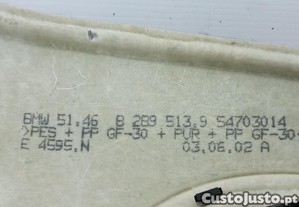 BMW 51.46 8 289 513.9 54703014
>PES + PP GF-30 + PUR + PP GF-30+
E 4595.N 03.06.02 A
CustoJusto.pt